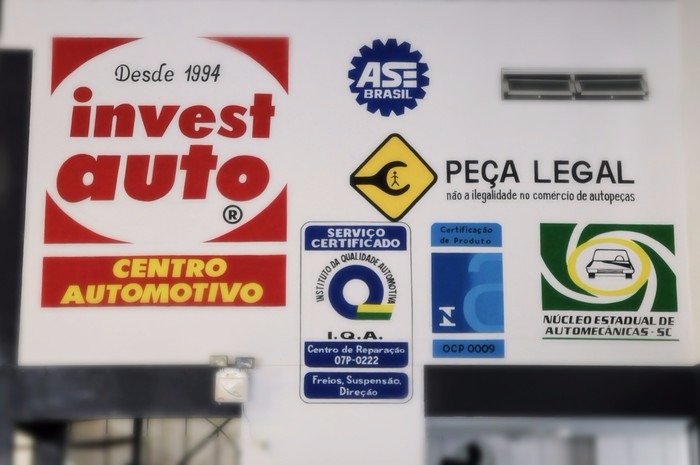 Desde 1994
invest
auto
®
CENTRO
AUTOMOTIVO
ASE
BRASIL
PEÇA LEGAL
não a ilegalidade no comércio de autopeças
SERVIÇO
CERTIFICADO
INSTITUTO DA QUALIDADE AUTOMOTIVA
I.Q.A.
Centro de Reparação
07P-0222
Freios, Suspensão,
Direção
Certificação
de Produto
OCP 0009
NÚCLEO ESTADUAL DE
AUTOMECÂNICAS - SC